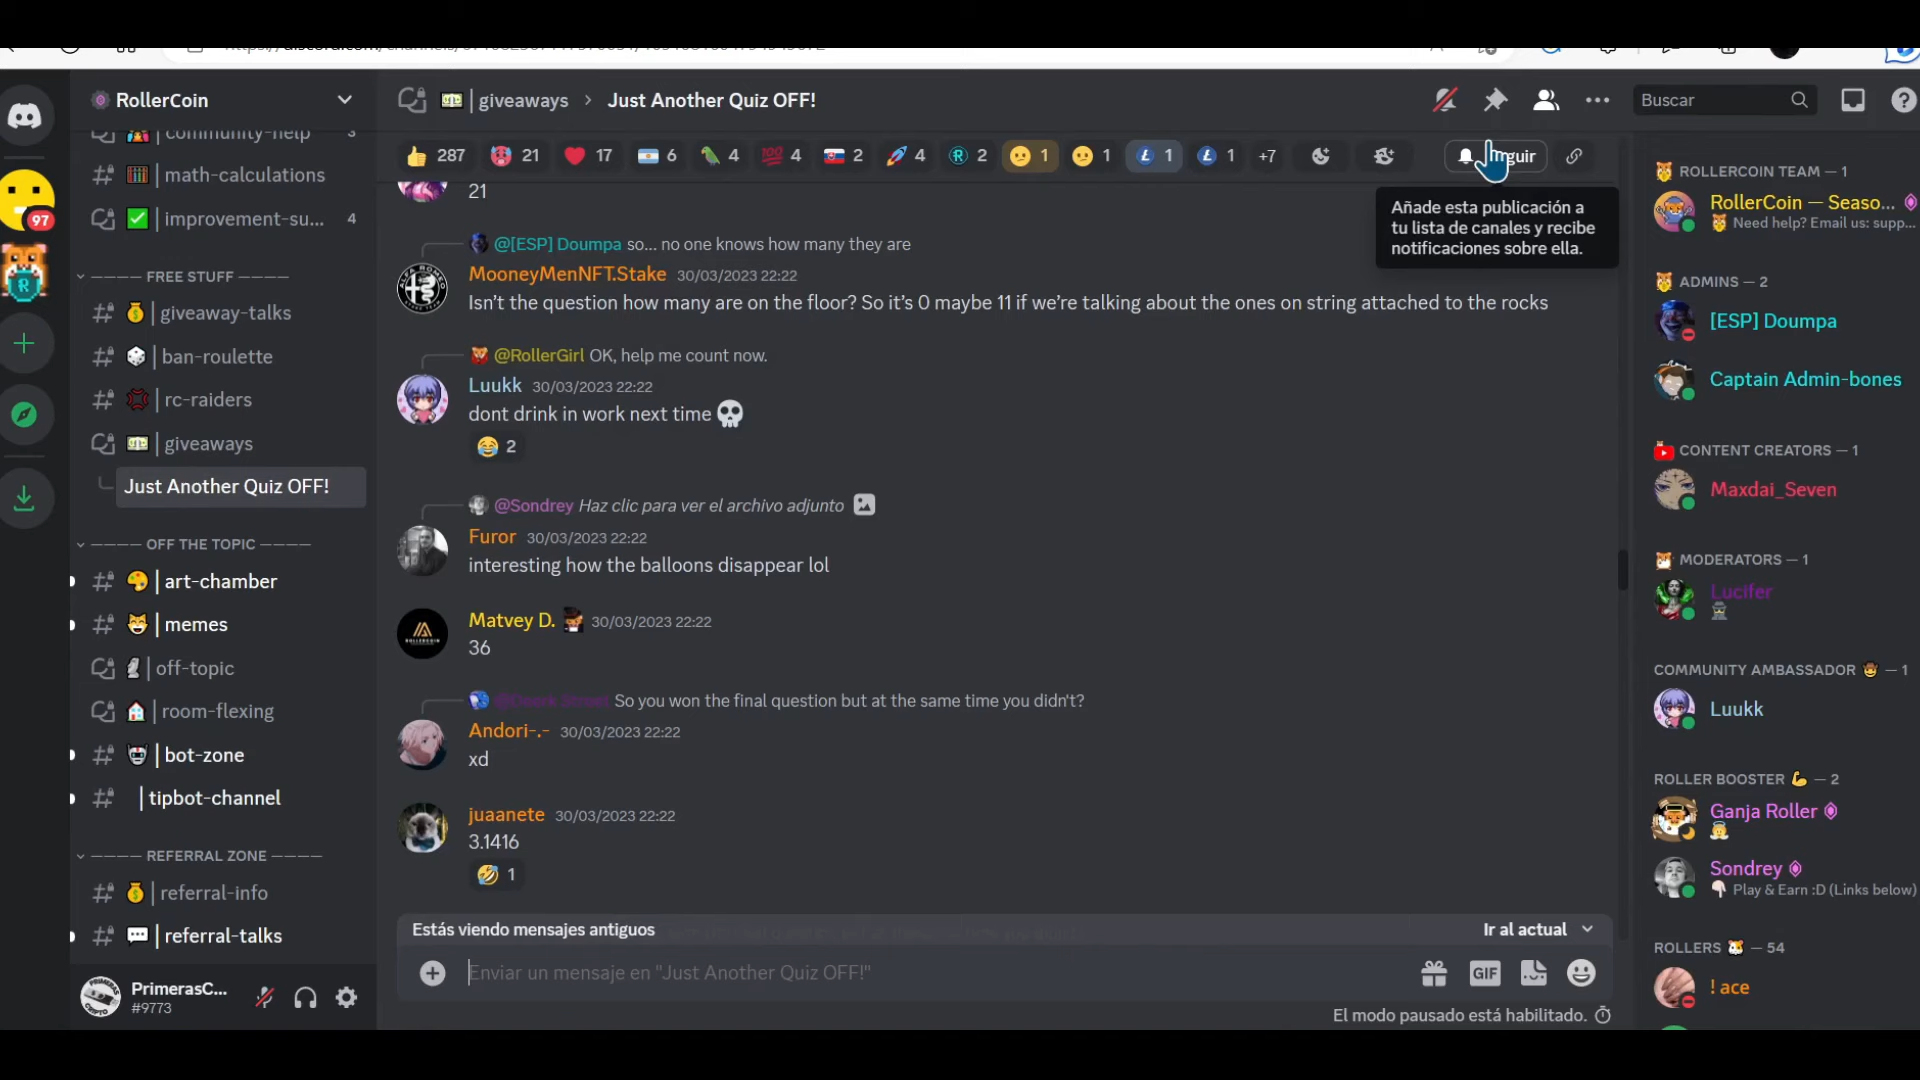 RollerCoin
| giveaways > Just Another Quiz OFF!
Buscar
97
| community-help 3
| math-calculations
| improvement-su... 4
———— FREE STUFF ————
| giveaway-talks
| ban-roulette
| rc-raiders
| giveaways
Just Another Quiz OFF!
———— OFF THE TOPIC ————
| art-chamber
| memes
| off-topic
| room-flexing
| bot-zone
| tipbot-channel
———— REFERRAL ZONE ————
| referral-info
| referral-talks
PrimerasC...
#9773
287 21 17 6 4 4 2 4 2 1 1 1 1 +7
Añade esta publicación a
tu lista de canales y recibe
notificaciones sobre ella.
21
@[ESP] Doumpa so... no one knows how many they are
MooneyMenNFT.Stake 30/03/2023 22:22
Isn’t the question how many are on the floor? So it’s 0 maybe 11 if we’re talking about the ones on string attached to the rocks
@RollerGirl OK, help me count now.
Luukk 30/03/2023 22:22
dont drink in work next time
2
@Sondrey Haz clic para ver el archivo adjunto
Furor 30/03/2023 22:22
interesting how the balloons disappear lol
Matvey D. 30/03/2023 22:22
36
So you won the final question but at the same time you didn't?
Andori-.- 30/03/2023 22:22
xd
juaanete 30/03/2023 22:22
3.1416
1
Estás viendo mensajes antiguos Ir al actual
Enviar un mensaje en "Just Another Quiz OFF!"
GIF
El modo pausado está habilitado.
ROLLERCOIN TEAM — 1
RollerCoin — Seaso...
Need help? Email us: supp...
ADMINS — 2
[ESP] Doumpa
Captain Admin-bones
CONTENT CREATORS — 1
Maxdai_Seven
MODERATORS — 1
Lucifer
COMMUNITY AMBASSADOR — 1
Luukk
ROLLER BOOSTER — 2
Ganja Roller
Sondrey
Play & Earn :D (Links below)
ROLLERS — 54
! ace